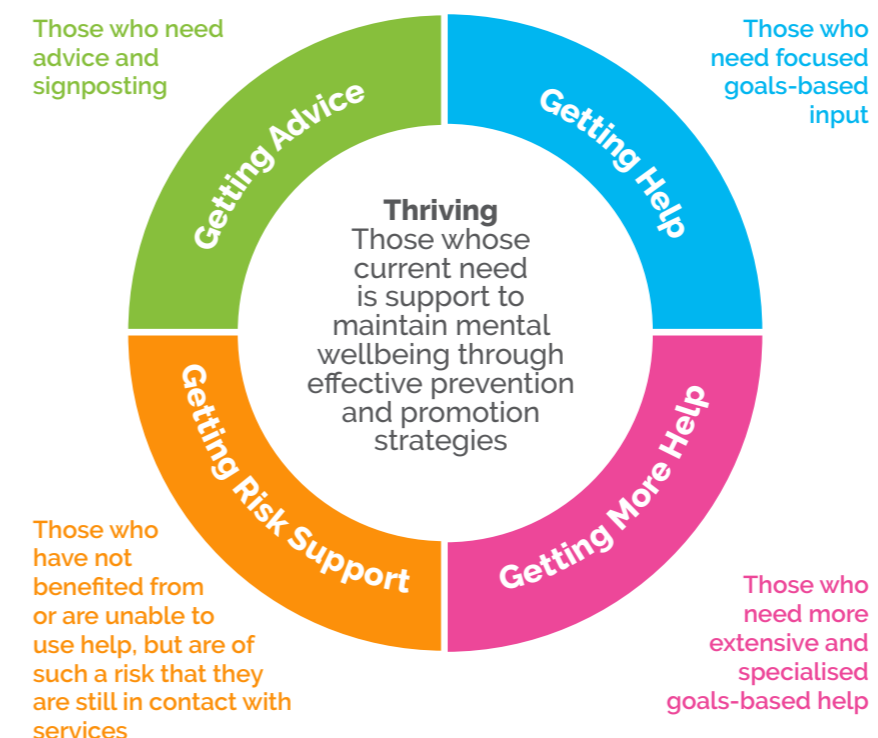 Those who need
advice and
signposting
Getting Advice
Those who
need focused
goals-based
input
Getting Help
Thriving
Those whose
current need
is support to
maintain mental
wellbeing through
effective prevention
and promotion
strategies
Getting Risk Support
Those who
have not
benefited from
or are unable to
use help, but are of
such a risk that they
are still in contact with
services
Getting More Help
Those who
need more
extensive and
specialised
goals-based help